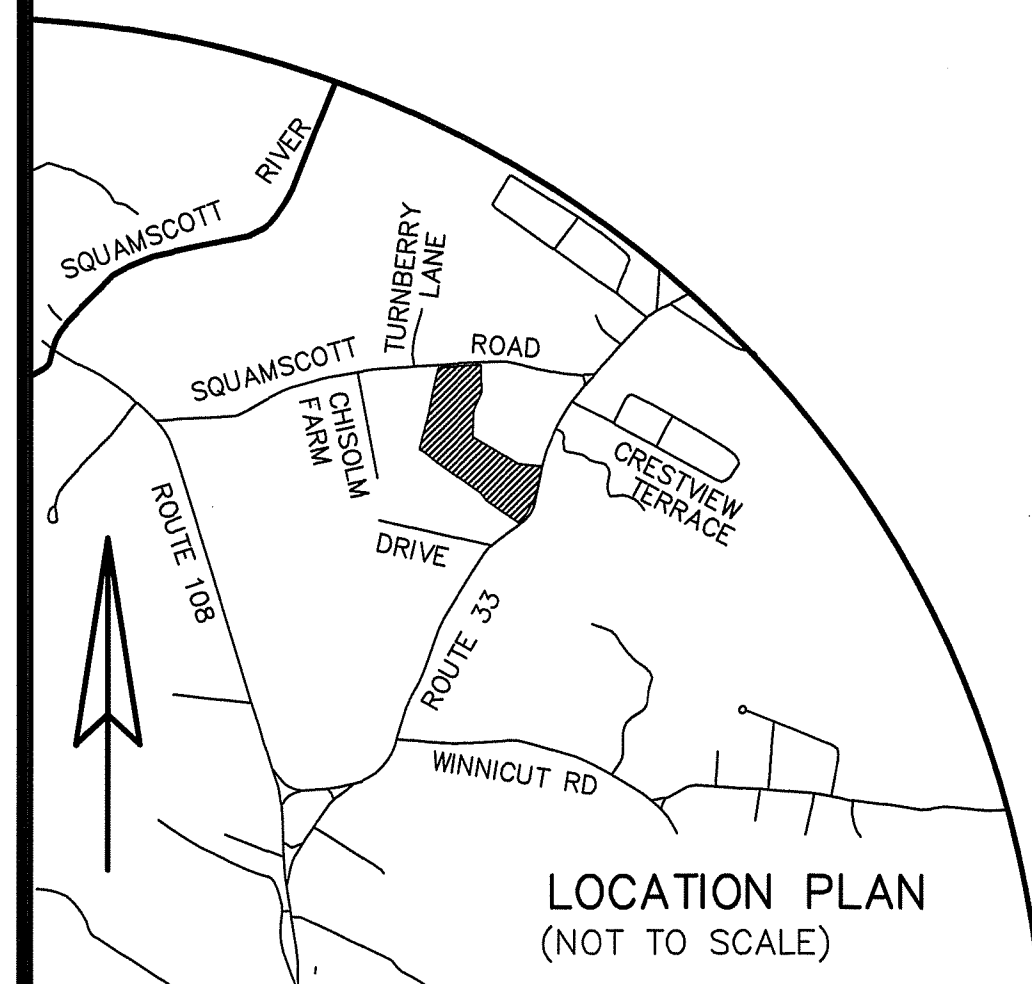 SQUAMSCOTT RIVER
TURNBERRY
LANE
SQUAMSCOTT ROAD
CHISOLM
FARM
DRIVE
CRESTVIEW
TERRACE
ROUTE 108
ROUTE 33
WINNICUT RD
LOCATION PLAN
(NOT TO SCALE)